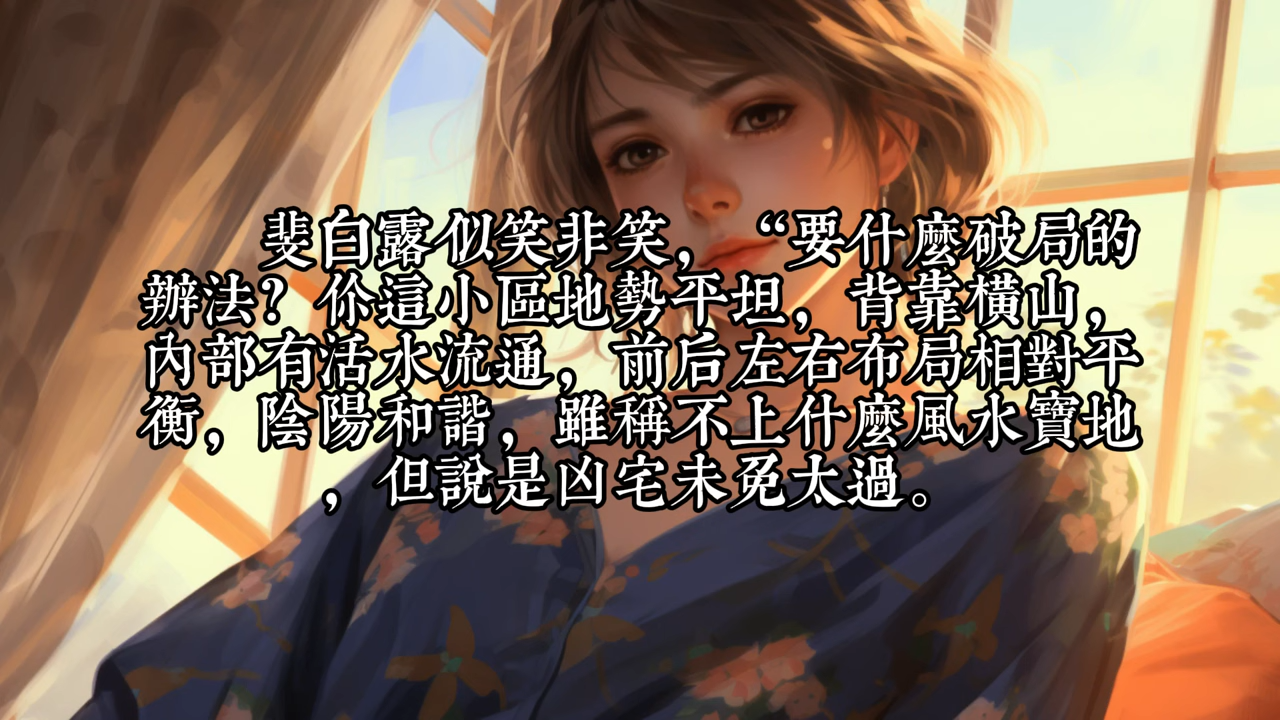 斐白露似笑非笑，“要什麼破局的
辦法？你這小區地勢平坦，背靠橫山，
內部有活水流通，前后左右布局相對平
衡，陰陽和諧，雖稱不上什麼風水寶地
，但說是凶宅未免太過。